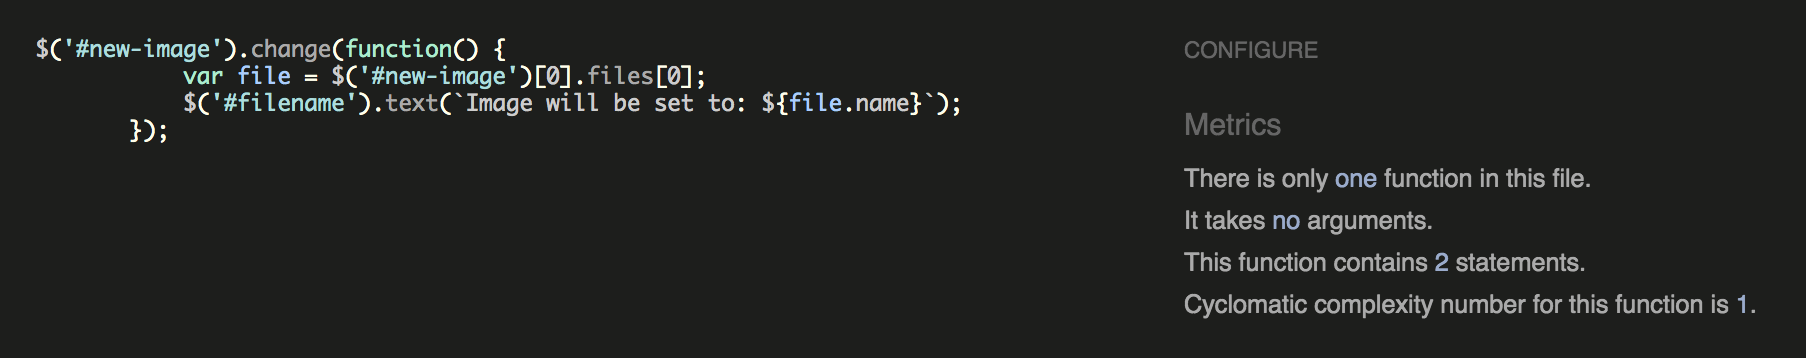 $('#new-image').change(function() {
var file = $('#new-image')[0].files[0];
$('#filename').text(`Image will be set to: ${file.name}`);
});
CONFIGURE
Metrics
There is only one function in this file.
It takes no arguments.
This function contains 2 statements.
Cyclomatic complexity number for this function is 1.